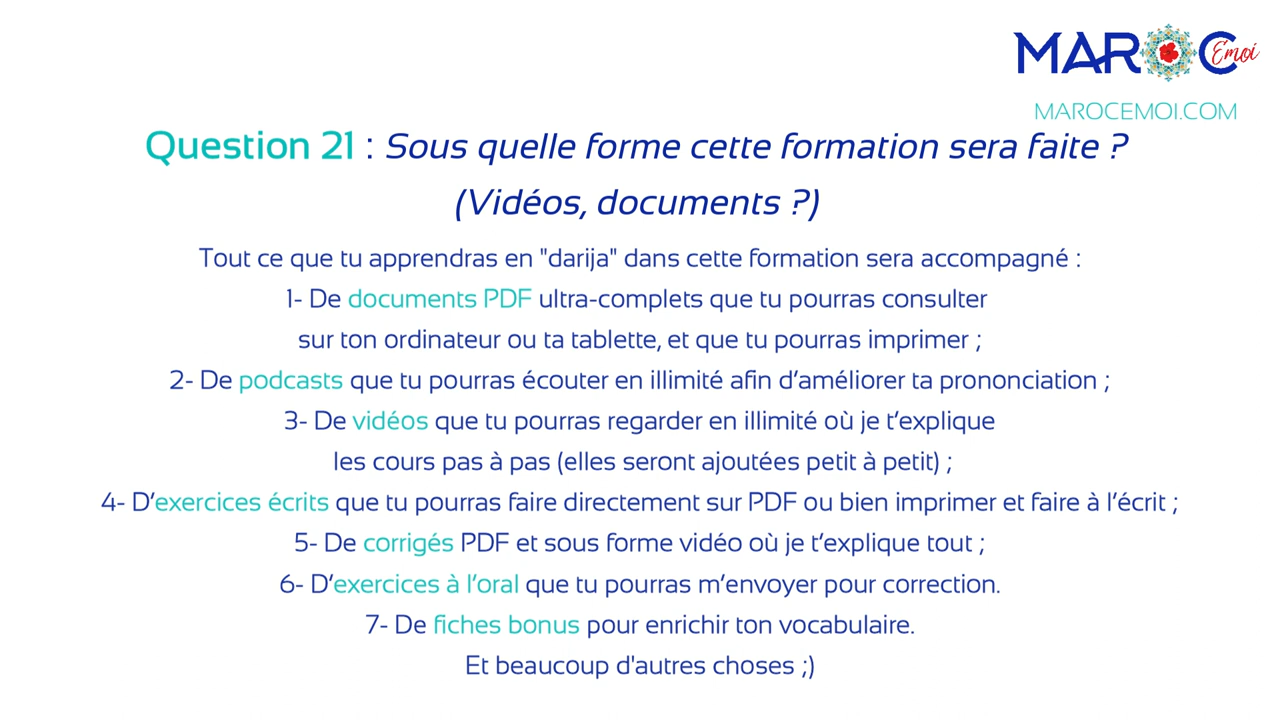 MAROC Émoi
MAROCEMOI.COM
Question 21 : Sous quelle forme cette formation sera faite ?
(Vidéos, documents ?)
Tout ce que tu apprendras en "darija" dans cette formation sera accompagné :
1- De documents PDF ultra-complets que tu pourras consulter
sur ton ordinateur ou ta tablette, et que tu pourras imprimer ;
2- De podcasts que tu pourras écouter en illimité afin d’améliorer ta prononciation ;
3- De vidéos que tu pourras regarder en illimité où je t’explique
les cours pas à pas (elles seront ajoutées petit à petit) ;
4- D’exercices écrits que tu pourras faire directement sur PDF ou bien imprimer et faire à l’écrit ;
5- De corrigés PDF et sous forme vidéo où je t’explique tout ;
6- D’exercices à l’oral que tu pourras m’envoyer pour correction.
7- De fiches bonus pour enrichir ton vocabulaire.
Et beaucoup d'autres choses ;)